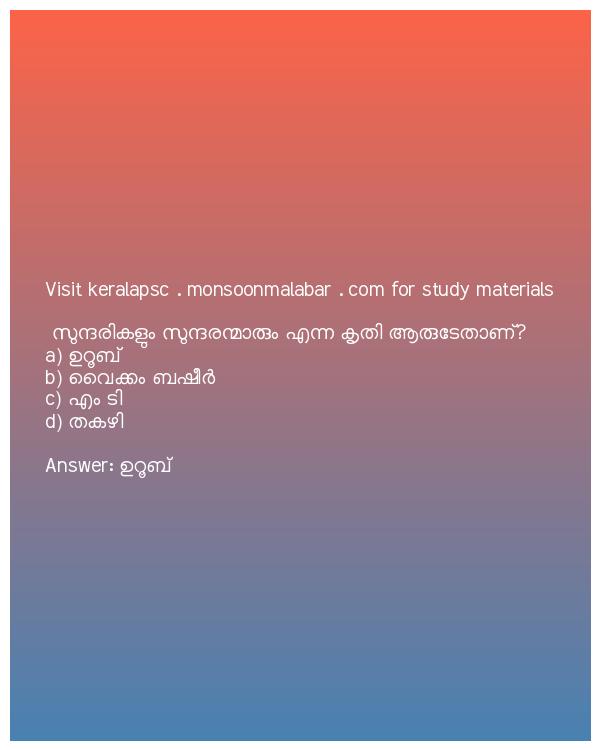 Visit keralapsc . monsoonmalabar . com for study materials
സുന്ദരികളും സുന്ദരന്മാരും എന്ന കൃതി ആരുടേതാണ്?
a) ഉറൂബ്
b) വൈക്കം ബഷീർ
c) എം ടി
d) തകഴി
Answer: ഉറൂബ്